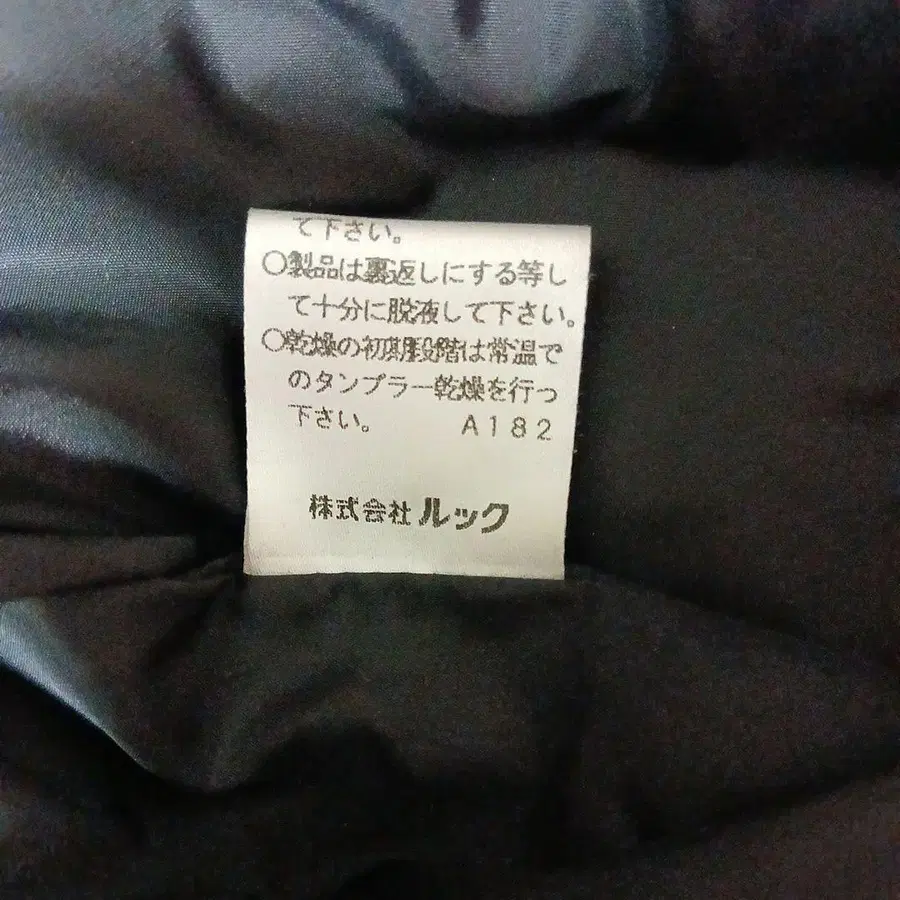 て下さい。
○製品は裏返しにする等し
て十分に脱液して下さい。
○乾燥の初期段階は常温で
のタンブラー乾燥を行っ
下さい。 A182
株式会社ルック